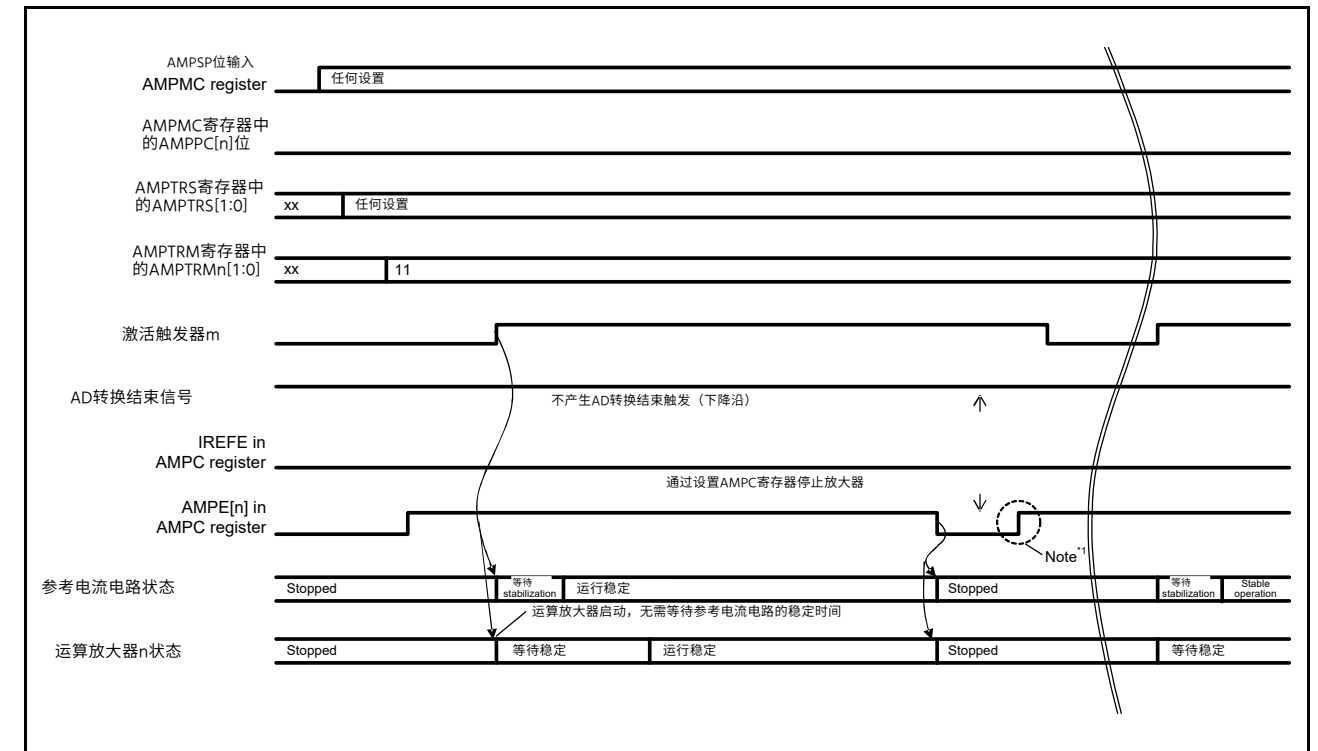 AMPSP位输入
AMPMC register
任何设置
AMPMC寄存器中
的AMPPC[n]位
AMPTRS寄存器中
的AMPTRS[1:0]
xx
任何设置
AMPTRM寄存器中
的AMPTRMn[1:0]
xx
11
激活触发器m
AD转换结束信号
不产生AD转换结束触发（下降沿）
IREFE in
AMPC register
通过设置AMPC寄存器停止放大器
AMPE[n] in
AMPC register
Note*1
参考电流电路状态
Stopped
等待
stabilization
运行稳定
Stopped
等待
stabilization
Stable
operation
运算放大器启动，无需等待参考电流电路的稳定时间
运算放大器n状态
Stopped
等待稳定
运行稳定
Stopped
等待稳定